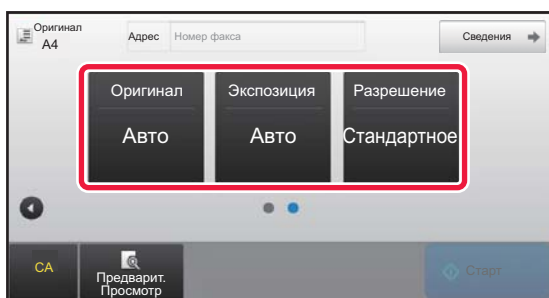 Оригинал
A4
Адрес
Номер факса
Сведения
Оригинал
Экспозиция
Разрешение
Авто
Авто
Стандартное
CA
Предварит.
Просмотр
Старт